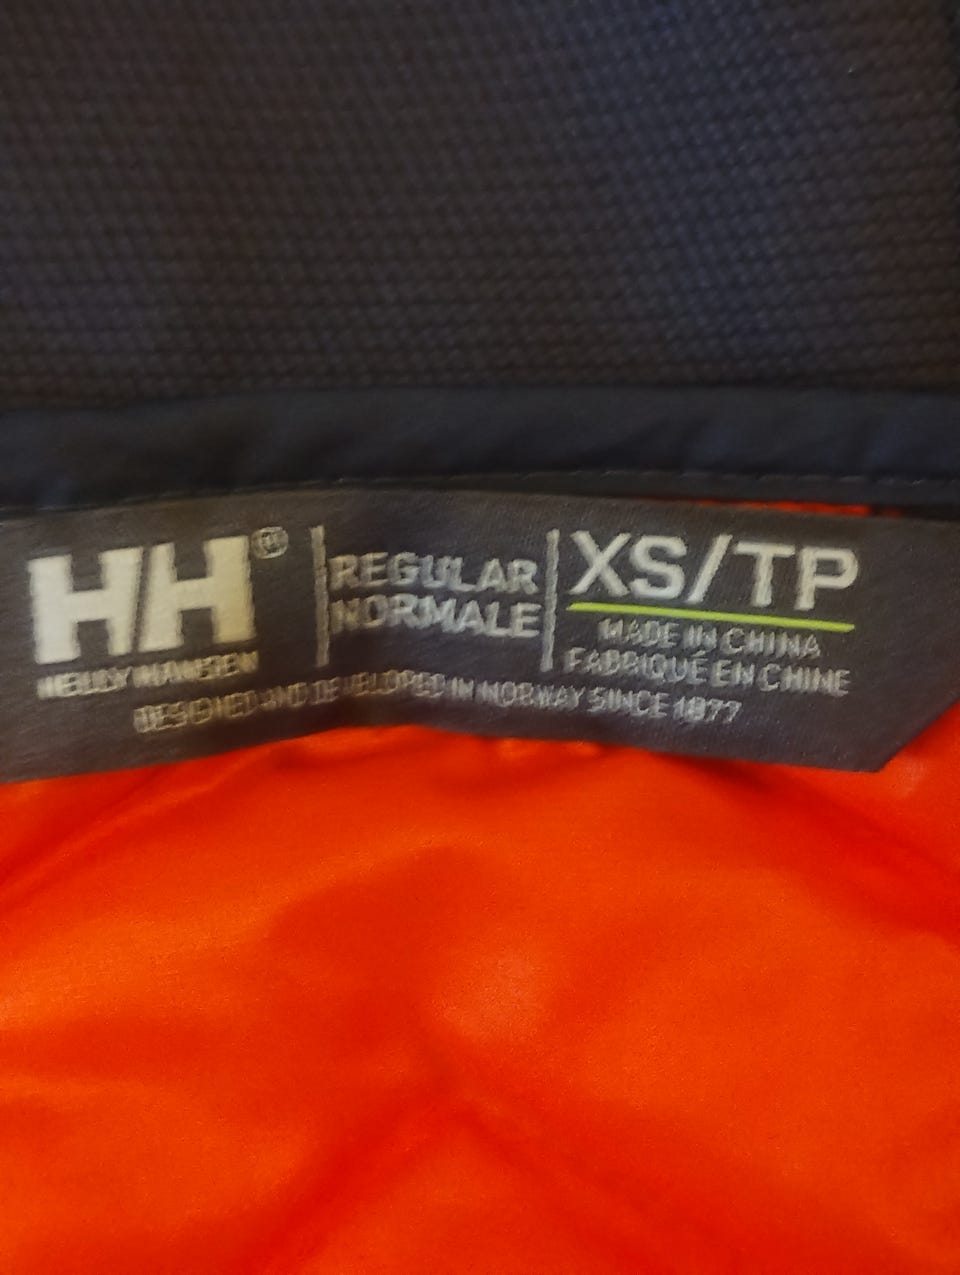 HH®
HELLY HANSEN
REGULAR
NORMALE
XS/TP
MADE IN CHINA
FABRIQUÉ EN CHINE
DESIGNED AND DEVELOPED IN NORWAY SINCE 1877